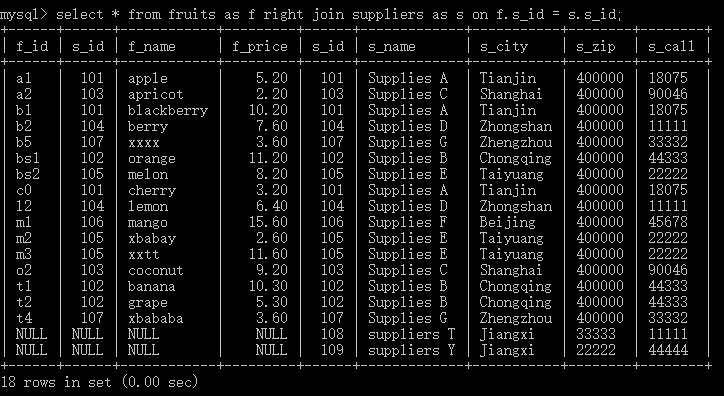 mysql> select * from fruits as f right join suppliers as s on f.s_id = s.s_id;
+------+------+------------+---------+------+-------------+-----------+--------+--------+
| f_id | s_id | f_name     | f_price | s_id | s_name      | s_city    | s_zip  | s_call |
+------+------+------------+---------+------+-------------+-----------+--------+--------+
| a1   |  101 | apple      |    5.20 |  101 | Supplies A  | Tianjin   | 400000 | 18075  |
| a2   |  103 | apricot    |    2.20 |  103 | Supplies C  | Shanghai  | 400000 | 90046  |
| b1   |  101 | blackberry |   10.20 |  101 | Supplies A  | Tianjin   | 400000 | 18075  |
| b2   |  104 | berry      |    7.60 |  104 | Supplies D  | Zhongshan | 400000 | 11111  |
| b5   |  107 | xxxx       |    3.60 |  107 | Supplies G  | Zhengzhou | 400000 | 33332  |
| bs1  |  102 | orange     |   11.20 |  102 | Supplies B  | Chongqing | 400000 | 44333  |
| bs2  |  105 | melon      |    8.20 |  105 | Supplies E  | Taiyuang  | 400000 | 22222  |
| c0   |  101 | cherry     |    3.20 |  101 | Supplies A  | Tianjin   | 400000 | 18075  |
| l2   |  104 | lemon      |    6.40 |  104 | Supplies D  | Zhongshan | 400000 | 11111  |
| m1   |  106 | mango      |   15.60 |  106 | Supplies F  | Beijing   | 400000 | 45678  |
| m2   |  105 | xbabay     |    2.60 |  105 | Supplies E  | Taiyuang  | 400000 | 22222  |
| m3   |  105 | xxtt       |   11.60 |  105 | Supplies E  | Taiyuang  | 400000 | 22222  |
| o2   |  103 | coconut    |    9.20 |  103 | Supplies C  | Shanghai  | 400000 | 90046  |
| t1   |  102 | banana     |   10.30 |  102 | Supplies B  | Chongqing | 400000 | 44333  |
| t2   |  102 | grape      |    5.30 |  102 | Supplies B  | Chongqing | 400000 | 44333  |
| t4   |  107 | xbababa    |    3.60 |  107 | Supplies G  | Zhengzhou | 400000 | 33332  |
| NULL | NULL | NULL       |    NULL |  108 | suppliers T | Jiangxi   | 33333  | 11111  |
| NULL | NULL | NULL       |    NULL |  109 | suppliers Y | Jiangxi   | 22222  | 44444  |
+------+------+------------+---------+------+-------------+-----------+--------+--------+
18 rows in set (0.00 sec)